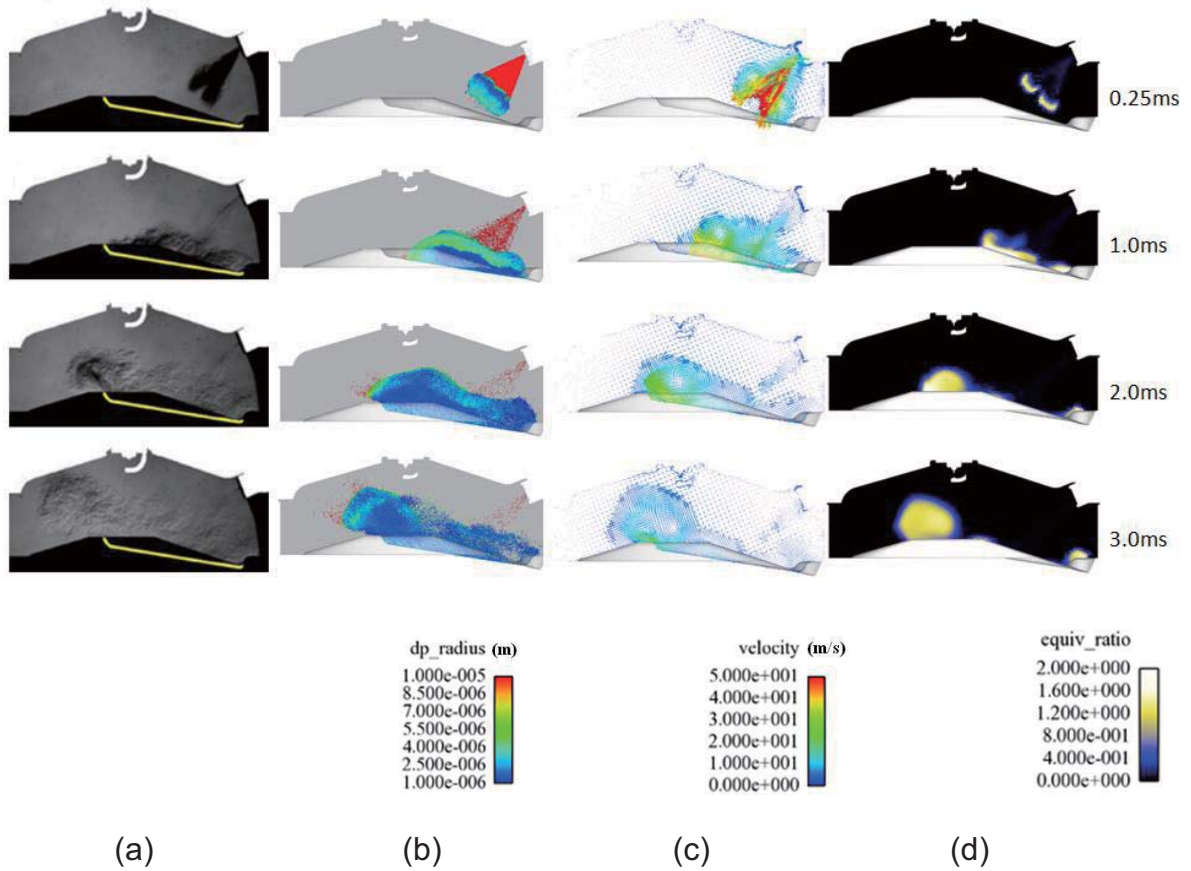 0.25ms
1.0ms
2.0ms
3.0ms
dp_radius (m)
1.000e-005
8.500e-006
7.000e-006
5.500e-006
4.000e-006
2.500e-006
1.000e-006
velocity (m/s)
5.000e+001
4.000e+001
3.000e+001
2.000e+001
1.000e+001
0.000e+000
equiv_ratio
2.000e+000
1.600e+000
1.200e+000
8.000e-001
4.000e-001
0.000e+000
(a) (b) (c) (d)